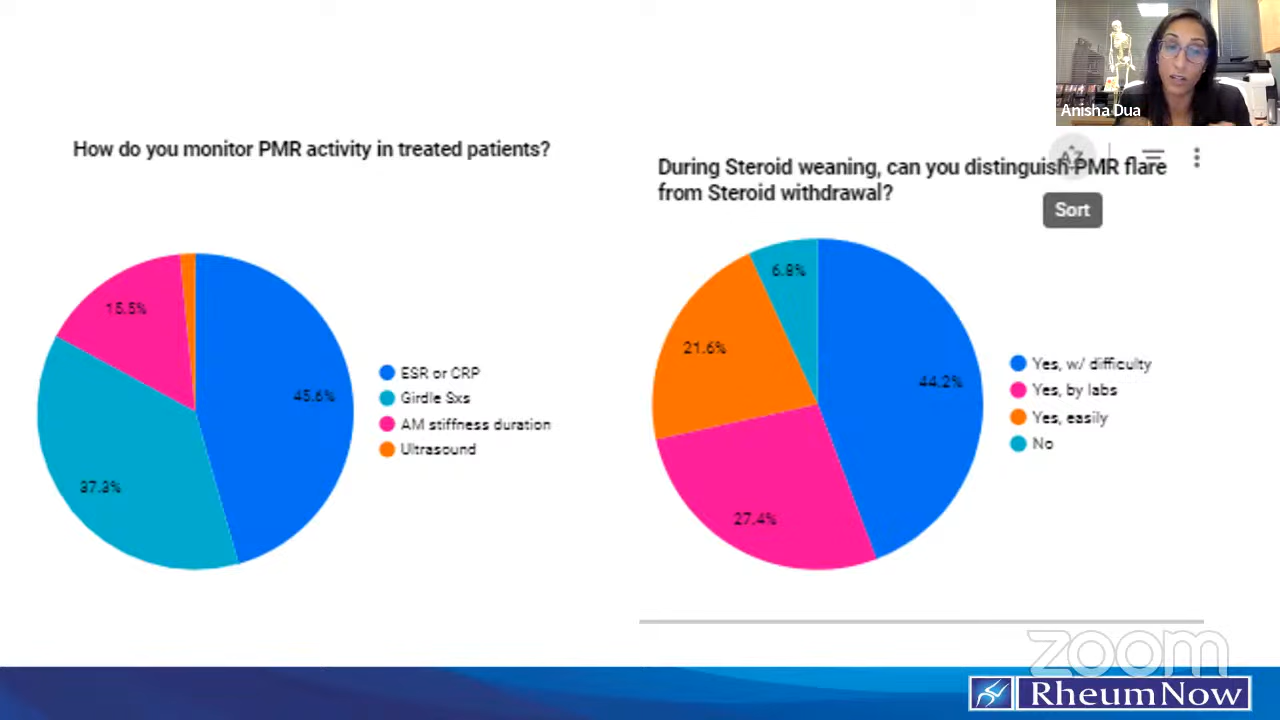 Anisha Dua
How do you monitor PMR activity in treated patients?
During Steroid weaning, can you distinguish PMR flare
from Steroid withdrawal?
AZ
Sort
15.5%
45.6%
37.3%
ESR or CRP
Girdle Sxs
AM stiffness duration
Ultrasound
6.8%
21.6%
44.2%
27.4%
Yes, w/ difficulty
Yes, by labs
Yes, easily
No
zoom
RheumNow